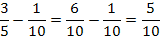 3/5 − 1/10 = 6/10 − 1/10 = 5/10